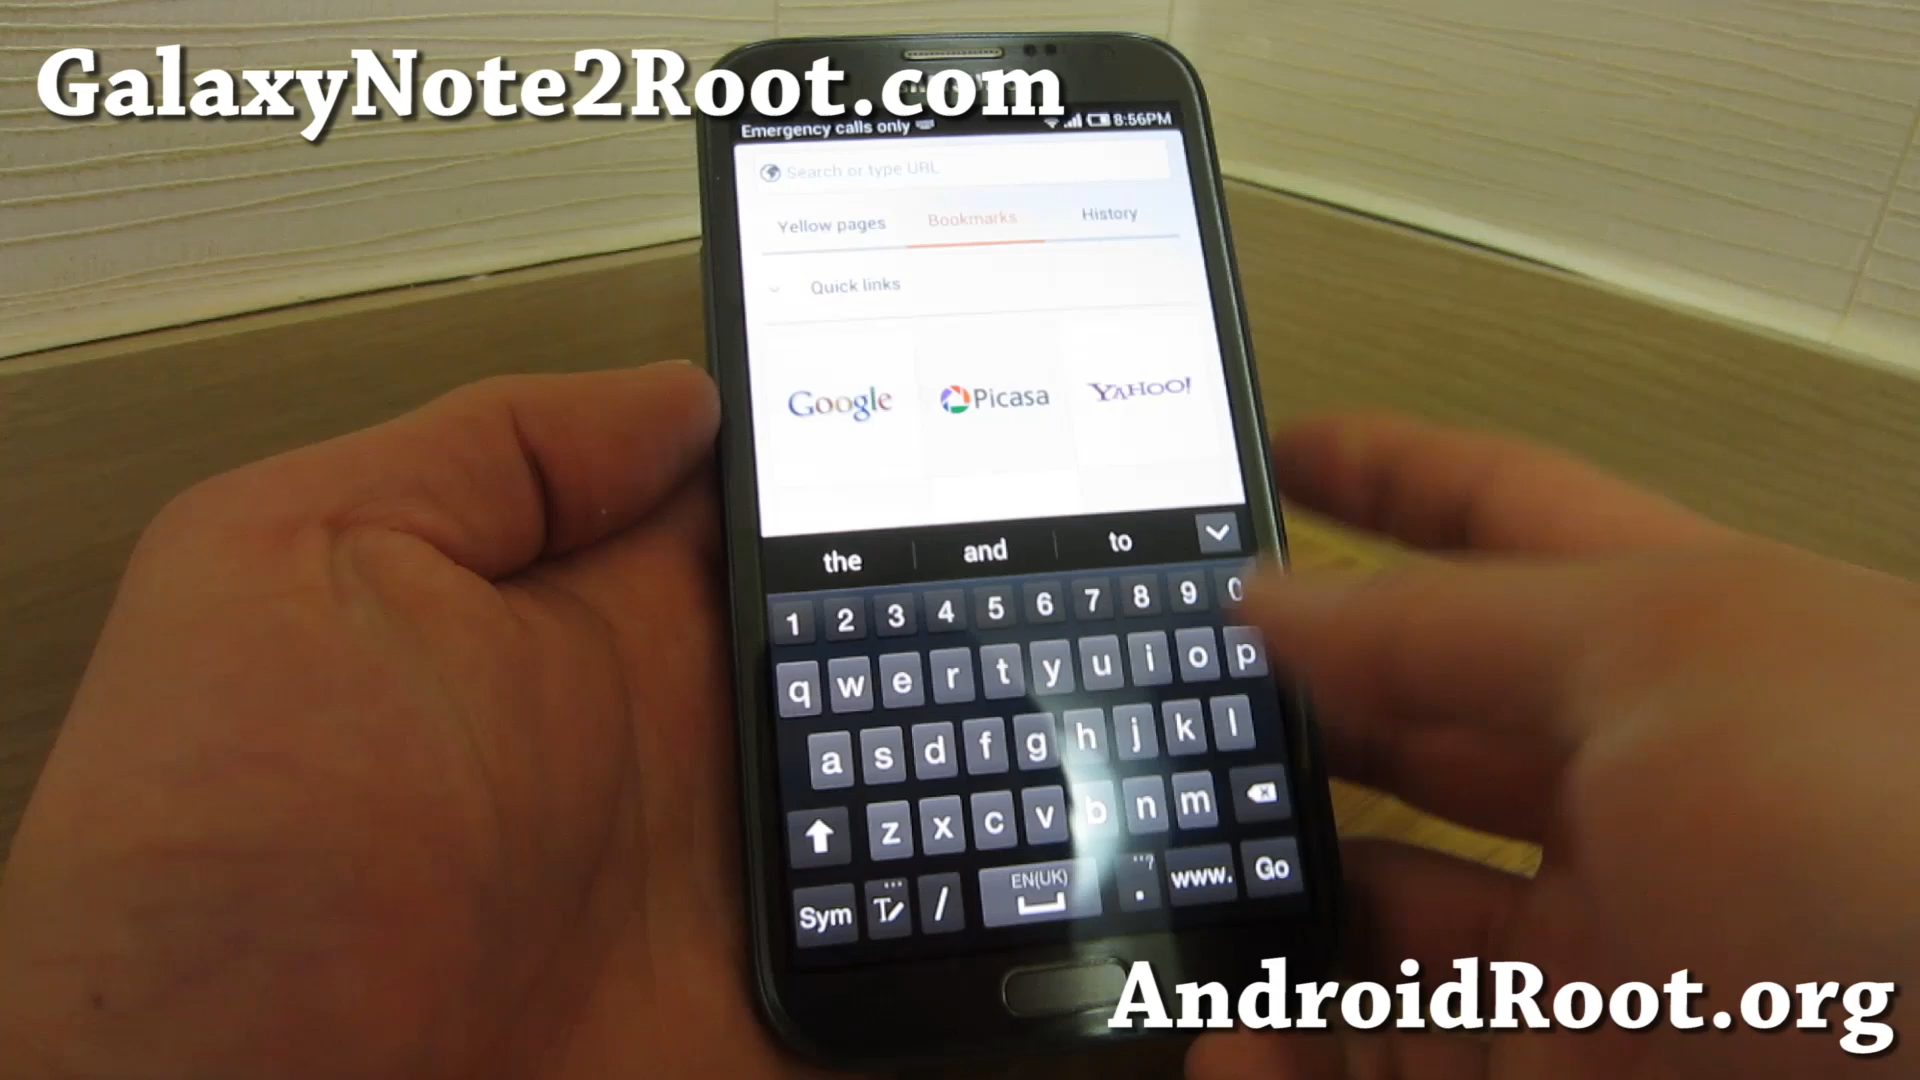 GalaxyNote2Root.com
Emergency calls only 8:56PM
Search or type URL
Yellow pages Bookmarks History
Quick links
Google Picasa YAHOO!
the and to
1 2 3 4 5 6 7 8 9 0
q w e r t y u i o p
a s d f g h j k l
z x c v b n m
EN(UK)
Sym T / . www. Go
AndroidRoot.org